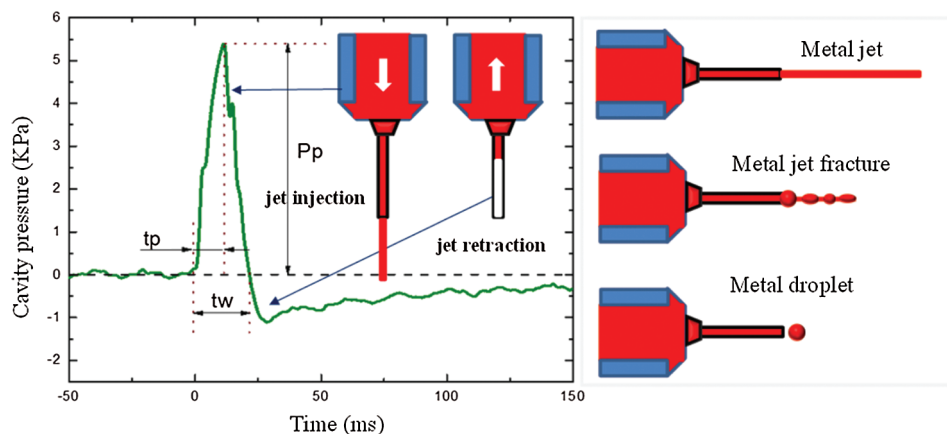 6
5
4
3
2
1
0
-1
-2
Cavity pressure (KPa)
-50
0
50
100
150
Time (ms)
tp
tw
Pp
jet injection
jet retraction
Metal jet
Metal jet fracture
Metal droplet